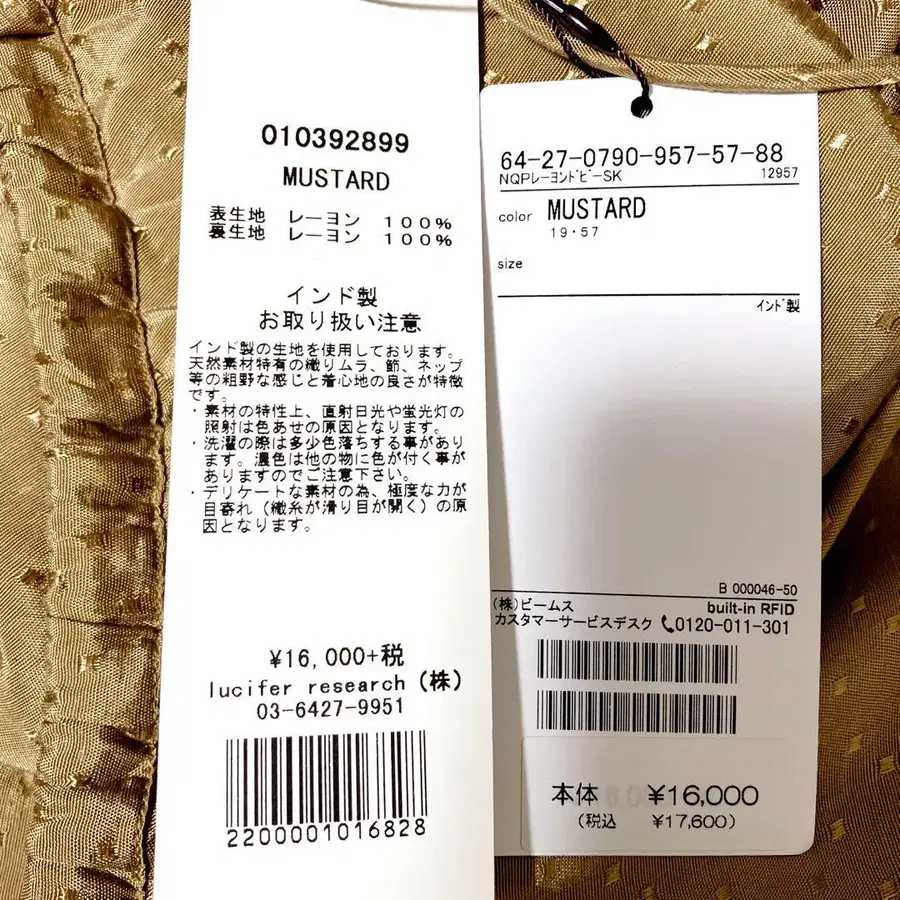 010392899
MUSTARD
表生地 レーヨン 100%
裏生地 レーヨン 100%
インド製
お取り扱い注意
インド製の生地を使用しております。
天然素材特有の織りムラ、節、ネップ
等の粗野な感じと着心地の良さが特徴
です。
・素材の特性上、直射日光や蛍光灯の
照射は色あせの原因となります。
・洗濯の際は多少色落ちする事があり
ます。濃色は他の物に色が付く事が
ありますのでご注意下さい。
・デリケートな素材の為、極度な力が
目寄れ（織糸が滑り目が開く）の原
因となります。
¥16,000+税
lucifer research（株）
03-6427-9951
2200001016828
64-27-0790-957-57-88
NQPレーヨンドビーSK 12957
color MUSTARD
19・57
size
インド製
B 000046-50
(株)ビームス built-in RFID
カスタマーサービスデスク 0120-011-301
本体 ¥16,000
(税込 ¥17,600)